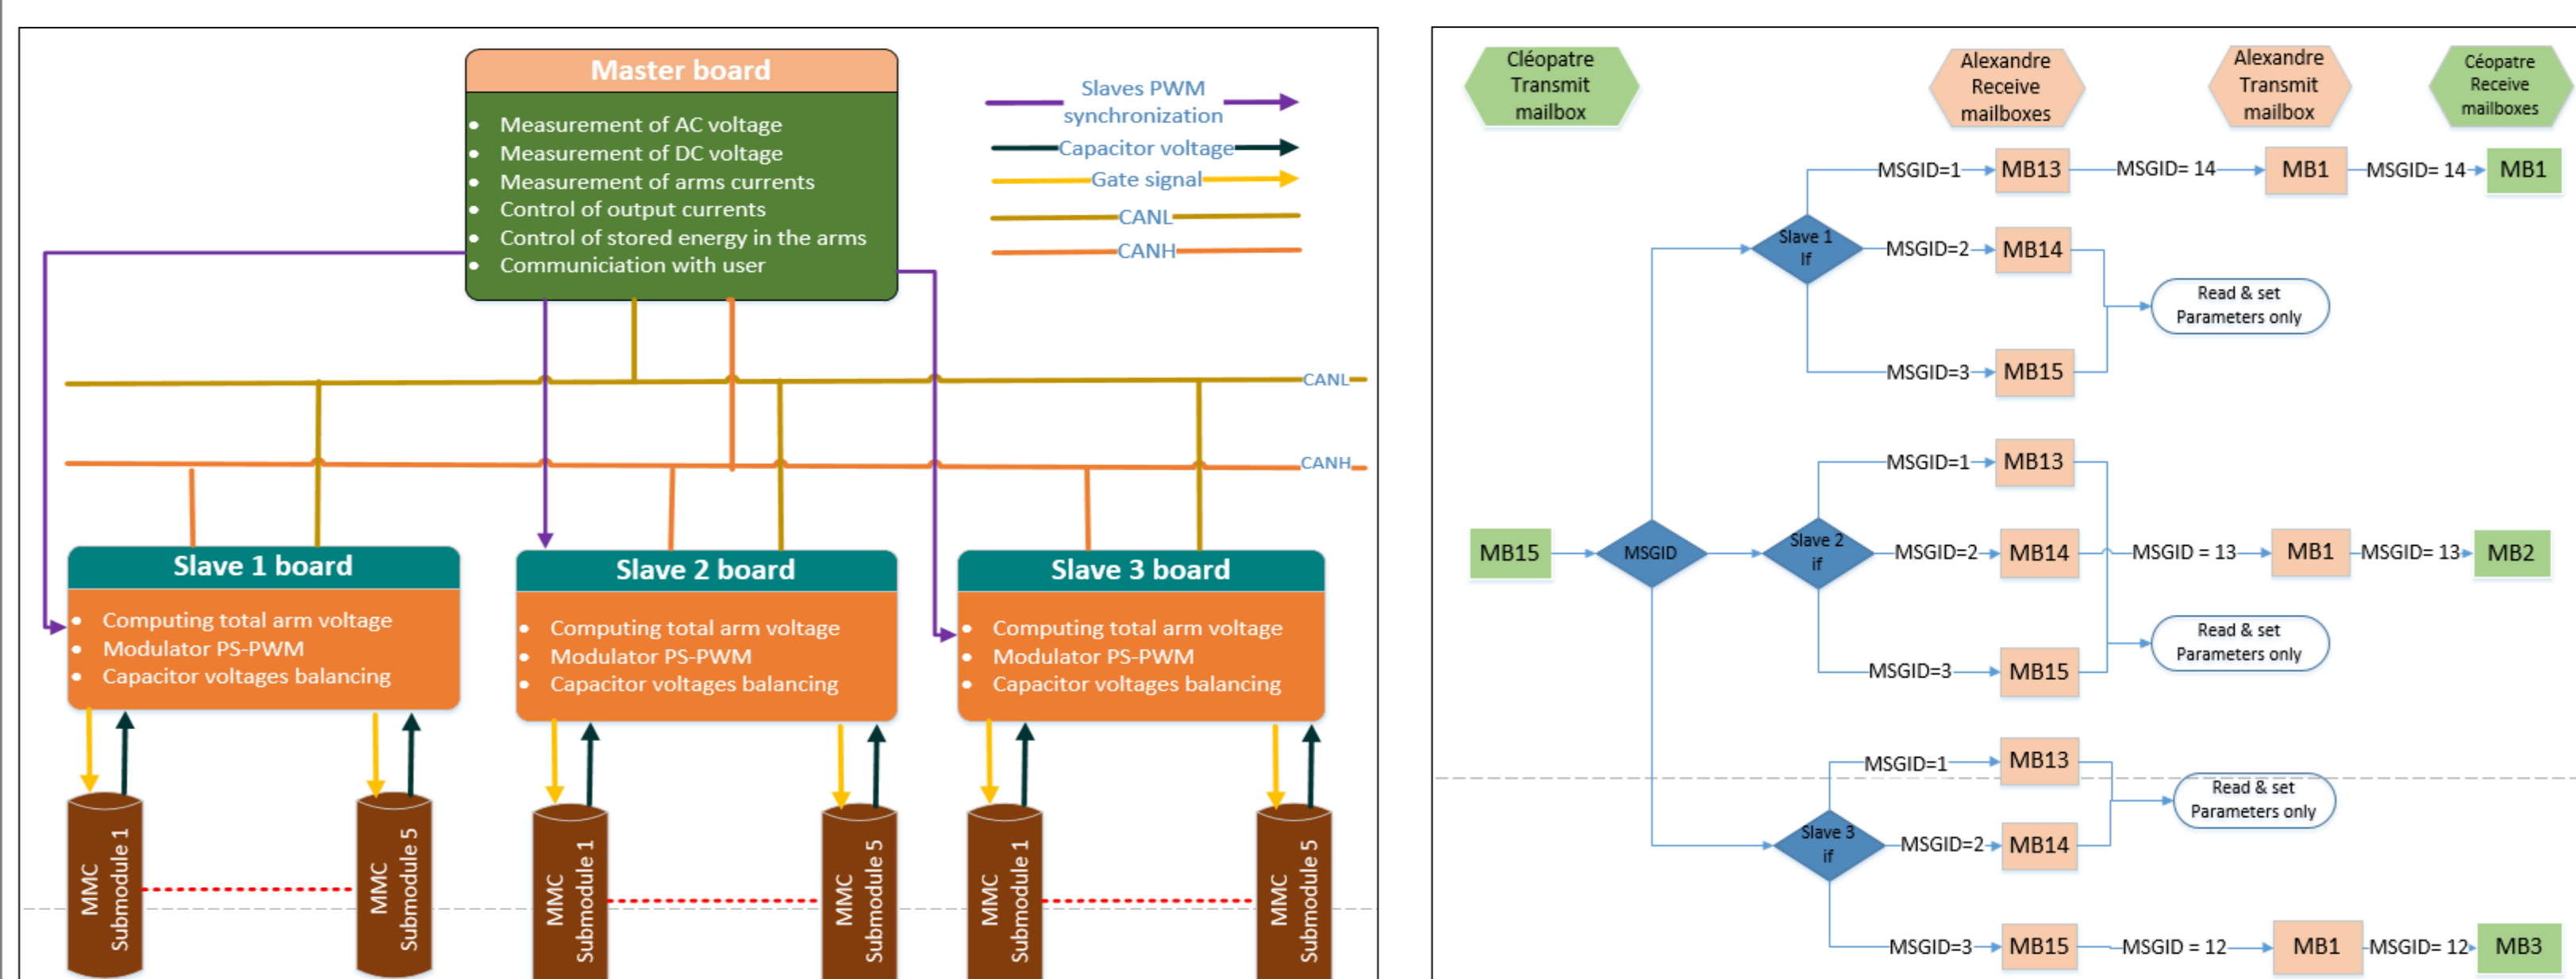 Master board
Measurement of AC voltage
Measurement of DC voltage
Measurement of arms currents
Control of output currents
Control of stored energy in the arms
Communiciation with user
Slaves PWM
synchronization
Capacitor voltage
Gate signal
CANL
CANH
CANL
CANH
Slave 1 board
Computing total arm voltage
Modulator PS-PWM
Capacitor voltages balancing
Slave 2 board
Computing total arm voltage
Modulator PS-PWM
Capacitor voltages balancing
Slave 3 board
Computing total arm voltage
Modulator PS-PWM
Capacitor voltages balancing
MMC
Submodule 1
MMC
Submodule 5
MMC
Submodule 1
MMC
Submodule 5
MMC
Submodule 1
MMC
Submodule 5
Cléopatre
Transmit
mailbox
Alexandre
Receive
mailboxes
Alexandre
Transmit
mailbox
Céopatre
Receive
mailboxes
MSGID=1 MB13 MSGID= 14 MB1 MSGID= 14 MB1
Slave 1
If
MSGID=2 MB14
Read & set
Parameters only
MSGID=3 MB15
MSGID=1 MB13
MB15 MSGID
Slave 2
if
MSGID=2 MB14 MSGID = 13 MB1 MSGID= 13 MB2
Read & set
Parameters only
MSGID=3 MB15
MSGID=1 MB13
Read & set
Parameters only
Slave 3
if
MSGID=2 MB14
MSGID=3 MB15 MSGID = 12 MB1 MSGID= 12 MB3